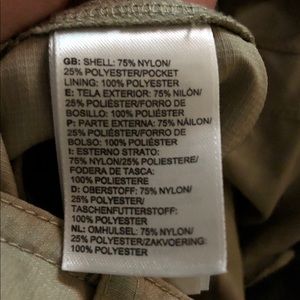 GB: SHELL: 75% NYLON/
25% POLYESTER/POCKET
LINING: 100% POLYESTER
E: TELA EXTERIOR: 75% NILÓN/
25% POLIÉSTER/FORRO DE
BOSILLO: 100% POLIÉSTER
P: PARTE EXTERNA: 75% NÁILON/
25% POLIÉSTER/FORRO DE
BOLSO: 100% POLIÉSTER
I: ESTERNO STRATO:
75% NYLON/25% POLIESTERE/
FODERA DE TASCA:
100% POLIESTERE
D: OBERSTOFF: 75% NYLON/
25% POLYESTER/
TASCHENFUTTERSTOFF:
100% POLYESTER
NL: OMHULSEL: 75% NYLON/
25% POLYESTER/ZAKVOERING:
100% POLYESTER